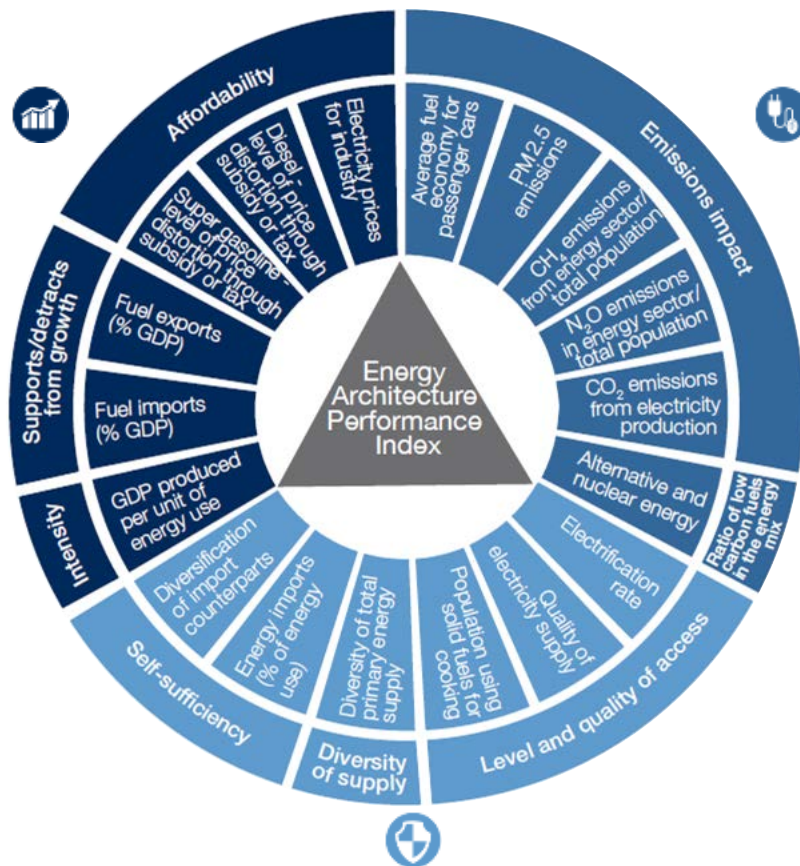 Affordability
Electricity prices
for industry
Diesel -
level of price
distortion through
subsidy or tax
Super gasoline -
level of price
distortion through
subsidy or tax
Supports/detracts
from growth
Fuel exports
(% GDP)
Fuel imports
(% GDP)
Intensity
GDP produced
per unit of
energy use
Emissions impact
Average fuel
economy for
passenger cars
PM2.5
emissions
CH₄ emissions
from energy sector/
total population
N₂O emissions
in energy sector/
total population
CO₂ emissions
from electricity
production
Ratio of low
carbon fuels
in the energy
mix
Alternative and
nuclear energy
Energy
Architecture
Performance
Index
Level and quality of access
Electrification
rate
Quality of
electricity supply
Population using
solid fuels for
cooking
Diversity
of supply
Diversity of total
primary energy
supply
Self-sufficiency
Energy imports
(% of energy
use)
Diversification
of import
counterparts